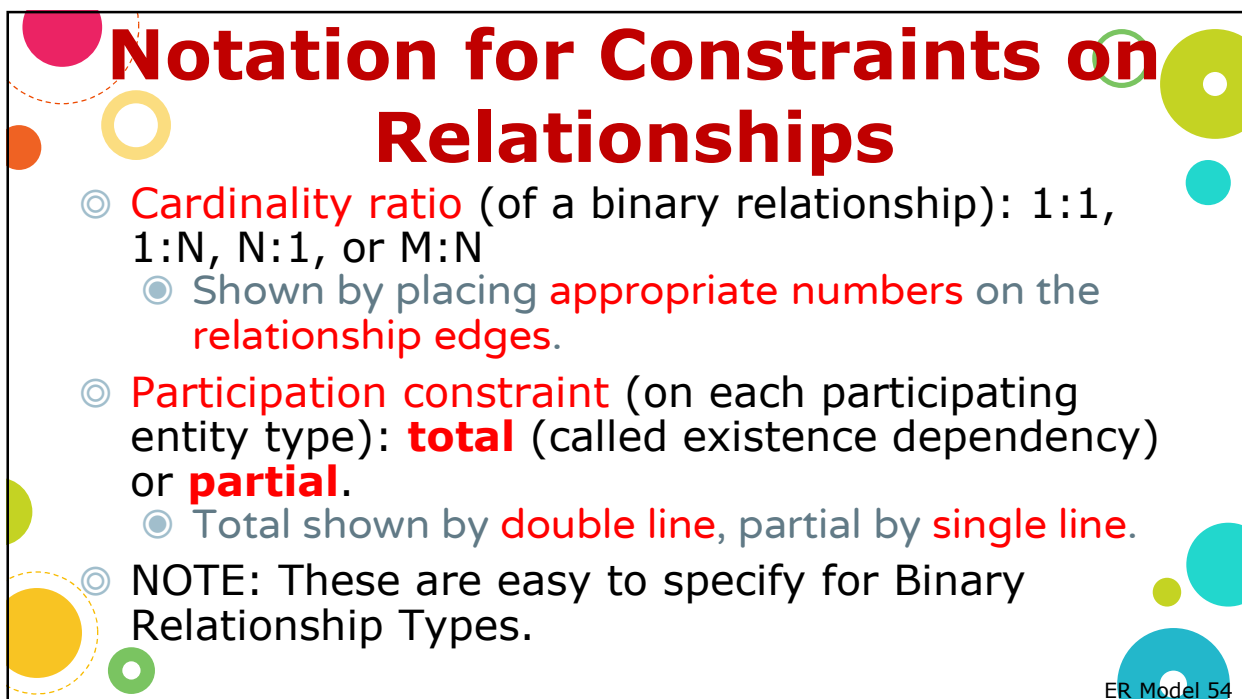 Notation for Constraints on
Relationships
Cardinality ratio (of a binary relationship): 1:1,
1:N, N:1, or M:N
Shown by placing appropriate numbers on the
relationship edges.
Participation constraint (on each participating
entity type): total (called existence dependency)
or partial.
Total shown by double line, partial by single line.
NOTE: These are easy to specify for Binary
Relationship Types.
ER Model 54